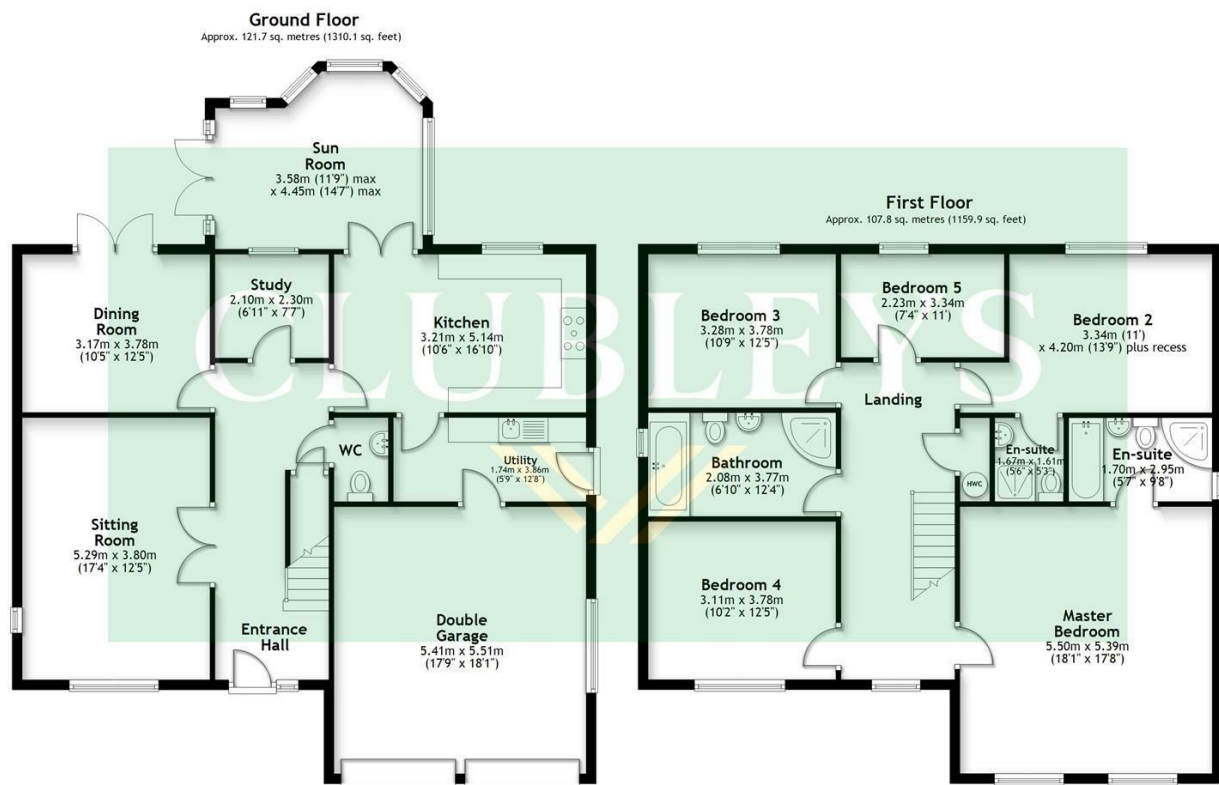 Ground Floor
Approx. 121.7 sq. metres (1310.1 sq. feet)
Sun
Room
3.58m (11'9") max
x 4.45m (14'7") max
Study
2.10m x 2.30m
(6'11" x 7'7")
Dining
Room
3.17m x 3.78m
(10'5" x 12'5")
Kitchen
3.21m x 5.14m
(10'6" x 16'10")
WC
Utility
1.74m x 3.86m
(5'9" x 12'8")
Sitting
Room
5.29m x 3.80m
(17'4" x 12'5")
Entrance
Hall
Double
Garage
5.41m x 5.51m
(17'9" x 18'1")
First Floor
Approx. 107.8 sq. metres (1159.9 sq. feet)
Bedroom 3
3.28m x 3.78m
(10'9" x 12'5")
Bedroom 5
2.23m x 3.34m
(7'4" x 11')
Bedroom 2
3.34m (11')
x 4.20m (13'9") plus recess
Landing
Bathroom
2.08m x 3.77m
(6'10" x 12'4")
HWC
En-suite
1.67m x 1.61m
(5'6" x 5'3")
En-suite
1.70m x 2.95m
(5'7" x 9'8")
Bedroom 4
3.11m x 3.78m
(10'2" x 12'5")
Master
Bedroom
5.50m x 5.39m
(18'1" x 17'8")
CLUBLEYS